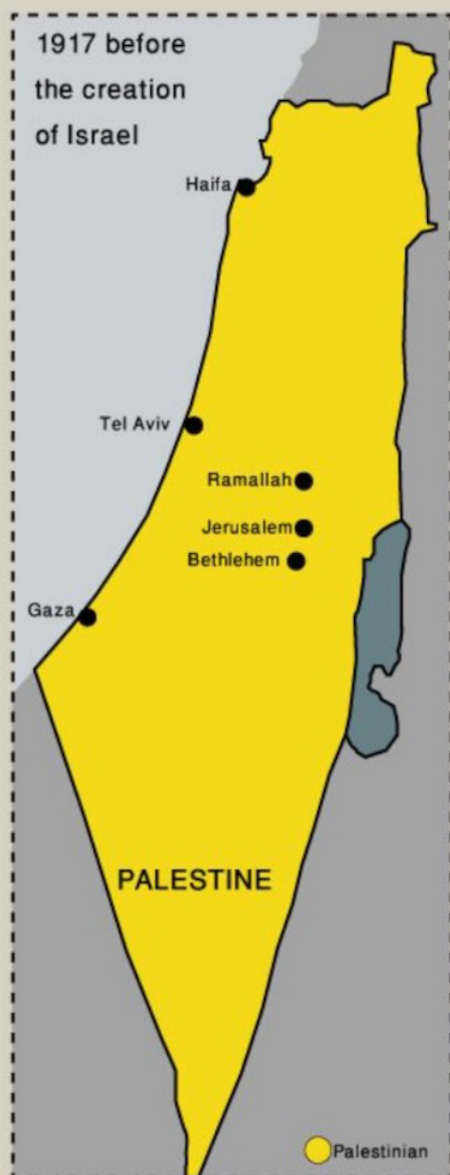 1917 before
the creation
of Israel
Haifa
Tel Aviv
Ramallah
Jerusalem
Bethlehem
Gaza
PALESTINE
Palestinian